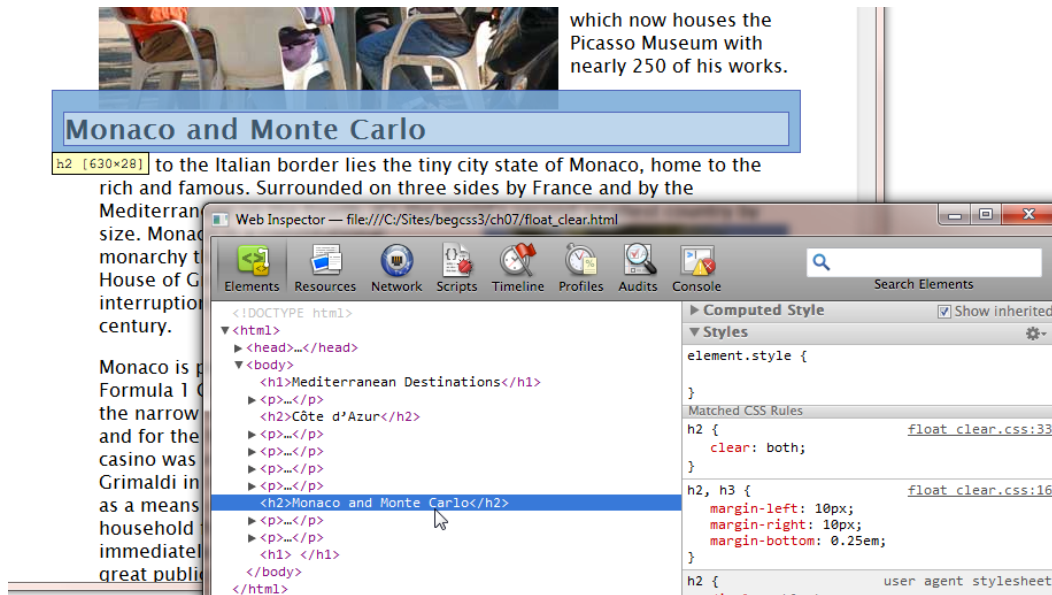 which now houses the
Picasso Museum with
nearly 250 of his works.
Monaco and Monte Carlo
h2 [630×28]
to the Italian border lies the tiny city state of Monaco, home to the
rich and famous. Surrounded on three sides by France and by the
Mediterran
size. Monac
monarchy t
House of G
interruption
century.
Monaco is p
Formula 1 G
the narrow
and for the
casino was
Grimaldi in
as a means
household
immediatel
great public
Web Inspector — file:///C:/Sites/begcss3/ch07/float_clear.html
Elements Resources Network Scripts Timeline Profiles Audits Console
Search Elements
<!DOCTYPE html>
▼<html>
▶<head>…</head>
▼<body>
<h1>Mediterranean Destinations</h1>
▶<p>…</p>
<h2>Côte d’Azur</h2>
▶<p>…</p>
▶<p>…</p>
▶<p>…</p>
▶<p>…</p>
<h2>Monaco and Monte Carlo</h2>
▶<p>…</p>
▶<p>…</p>
<h1> </h1>
</body>
</html>
▶Computed Style Show inherited
▼Styles
element.style {
}
Matched CSS Rules
h2 { float_clear.css:33
clear: both;
}
h2, h3 { float_clear.css:16
margin-left: 10px;
margin-right: 10px;
margin-bottom: 0.25em;
}
h2 { user agent stylesheet